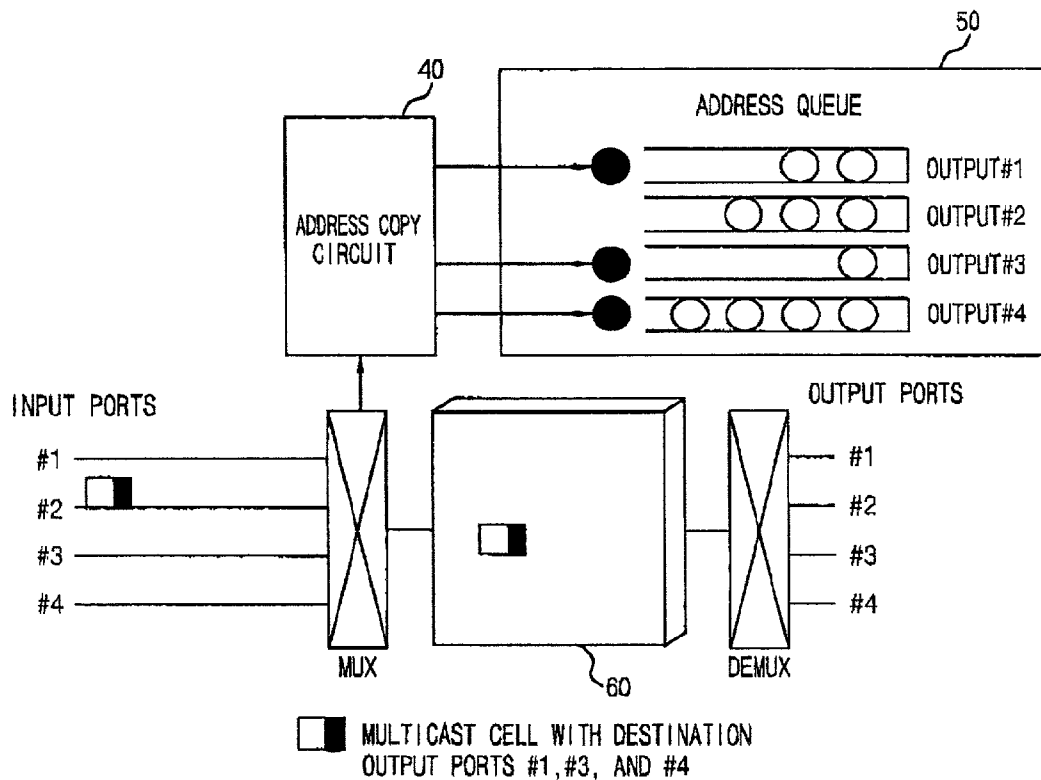 50
40
ADDRESS QUEUE
OUTPUT#1
ADDRESS COPY
CIRCUIT
OUTPUT#2
OUTPUT#3
OUTPUT#4
INPUT PORTS
OUTPUT PORTS
#1
#2
#3
#4
#1
#2
#3
#4
MUX
60
DEMUX
MULTICAST CELL WITH DESTINATION
OUTPUT PORTS #1,#3, AND #4